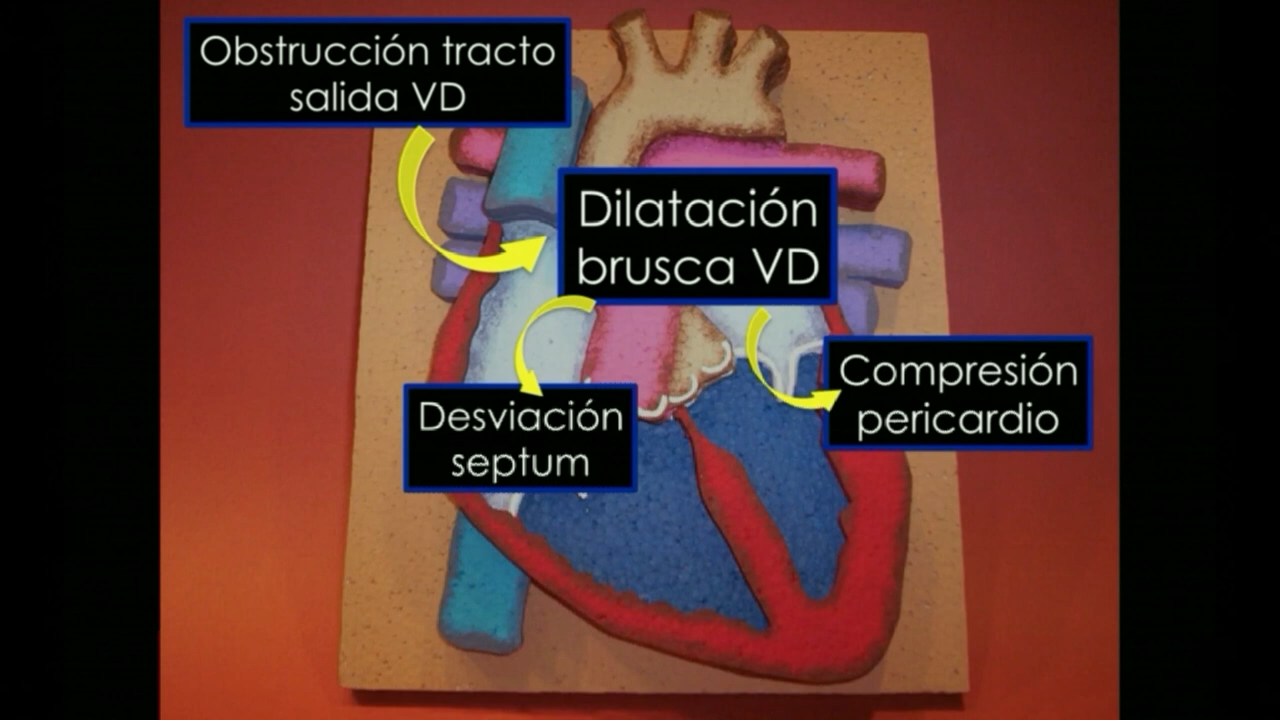 Obstrucción tracto
salida VD
Dilatación
brusca VD
Desviación
septum
Compresión
pericardio